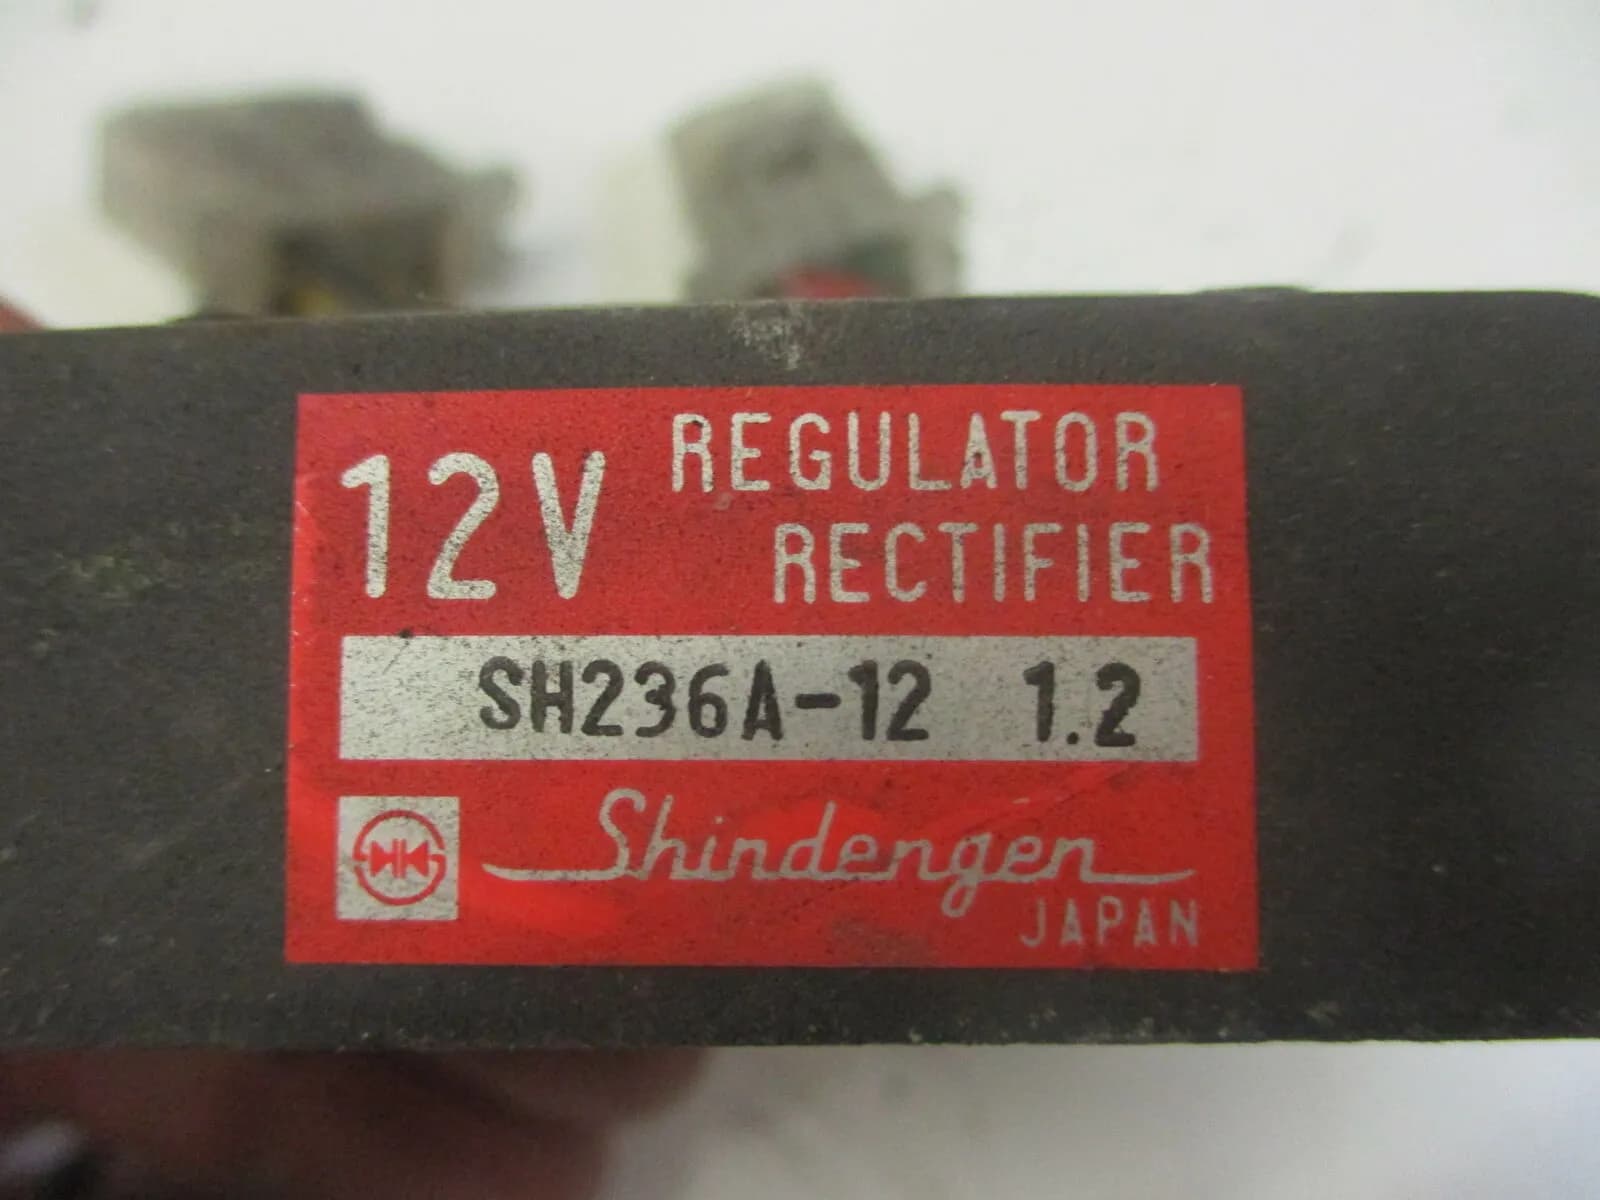 12V REGULATOR
RECTIFIER
SH236A-12 1.2
Shindengen
JAPAN